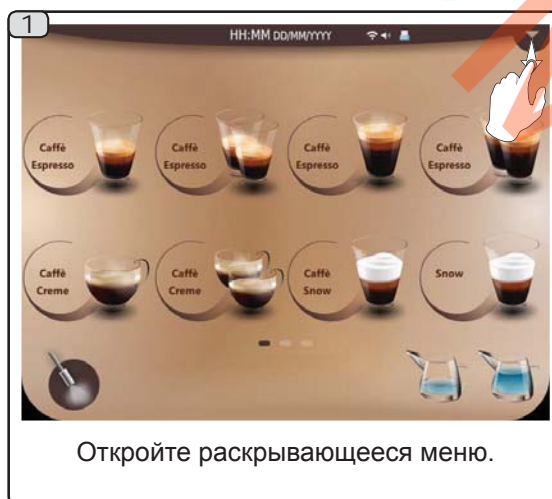 1
HH:MM DD/MM/YYYY
Caffè
Espresso
Caffè
Espresso
Caffè
Espresso
Caffè
Espresso
Caffè
Creme
Caffè
Creme
Caffè
Snow
Snow
Откройте раскрывающееся меню.